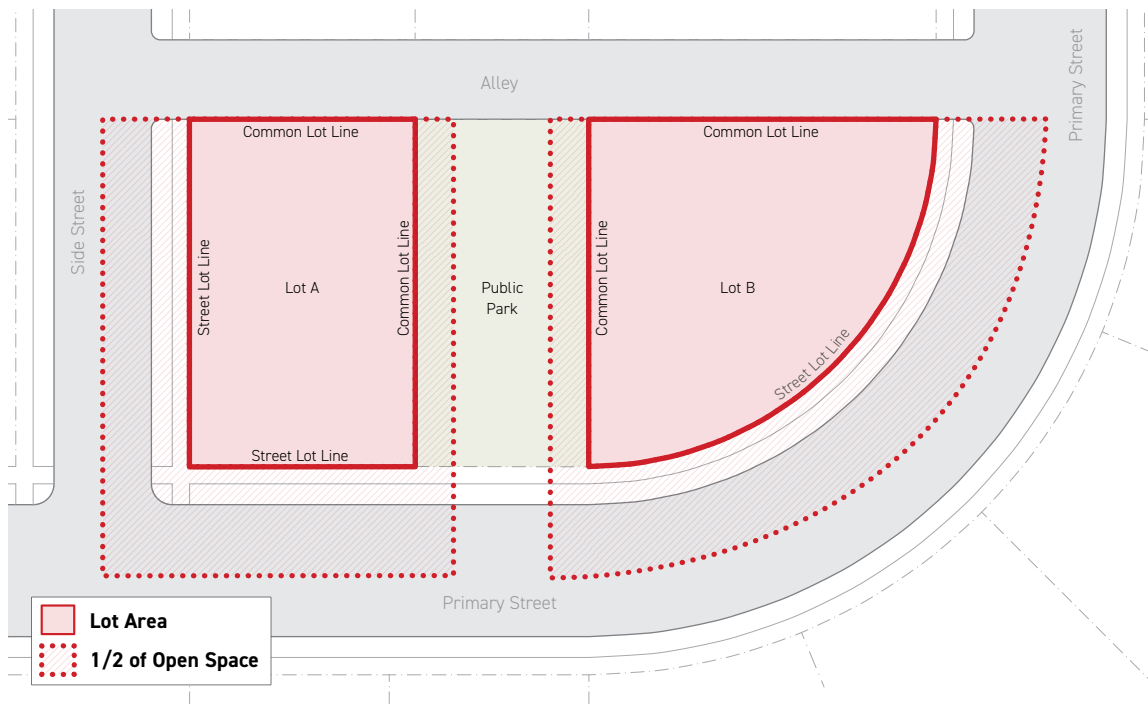 Alley
Primary Street
Common Lot Line
Common Lot Line
Side Street
Street Lot Line
Lot A
Common Lot Line
Public
Park
Common Lot Line
Lot B
Street Lot Line
Street Lot Line
Primary Street
Lot Area
1/2 of Open Space